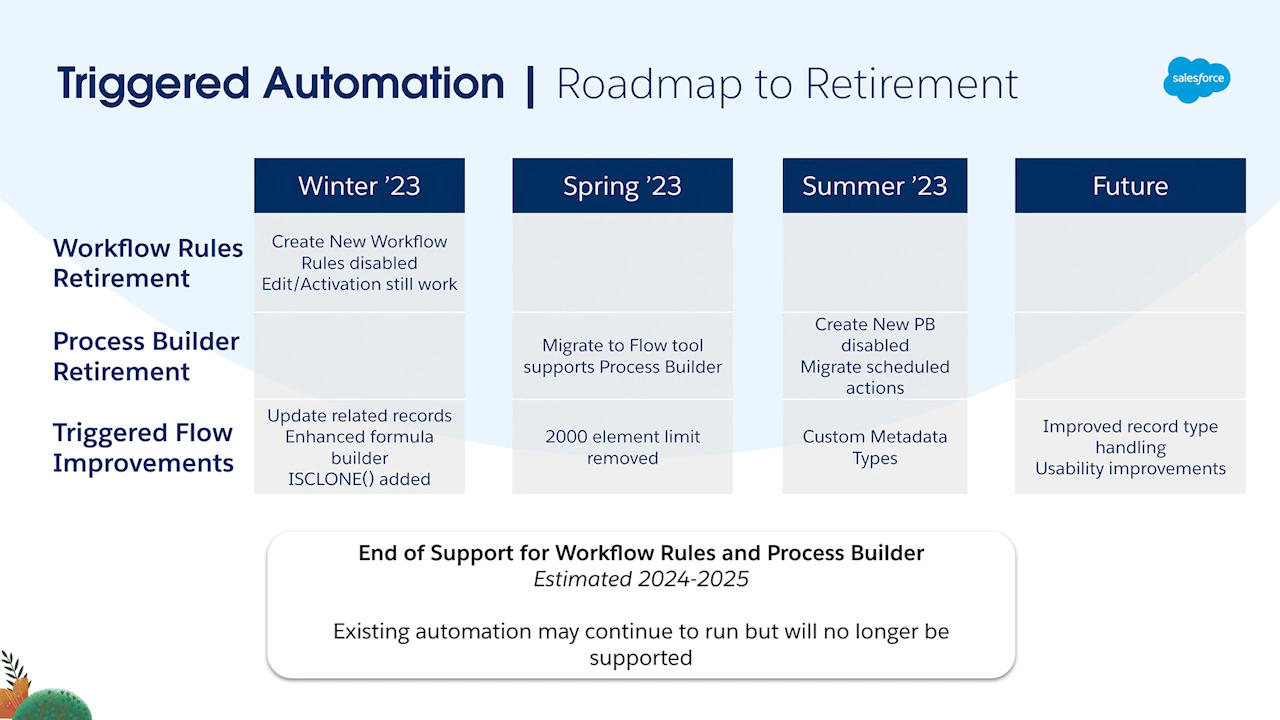 Triggered Automation | Roadmap to Retirement
salesforce
Winter ’23
Spring ’23
Summer ’23
Future
Workflow Rules
Retirement
Create New Workflow
Rules disabled
Edit/Activation still work
Process Builder
Retirement
Migrate to Flow tool
supports Process Builder
Create New PB
disabled
Migrate scheduled
actions
Triggered Flow
Improvements
Update related records
Enhanced formula
builder
ISCLONE() added
2000 element limit
removed
Custom Metadata
Types
Improved record type
handling
Usability improvements
End of Support for Workflow Rules and Process Builder
Estimated 2024-2025
Existing automation may continue to run but will no longer be
supported